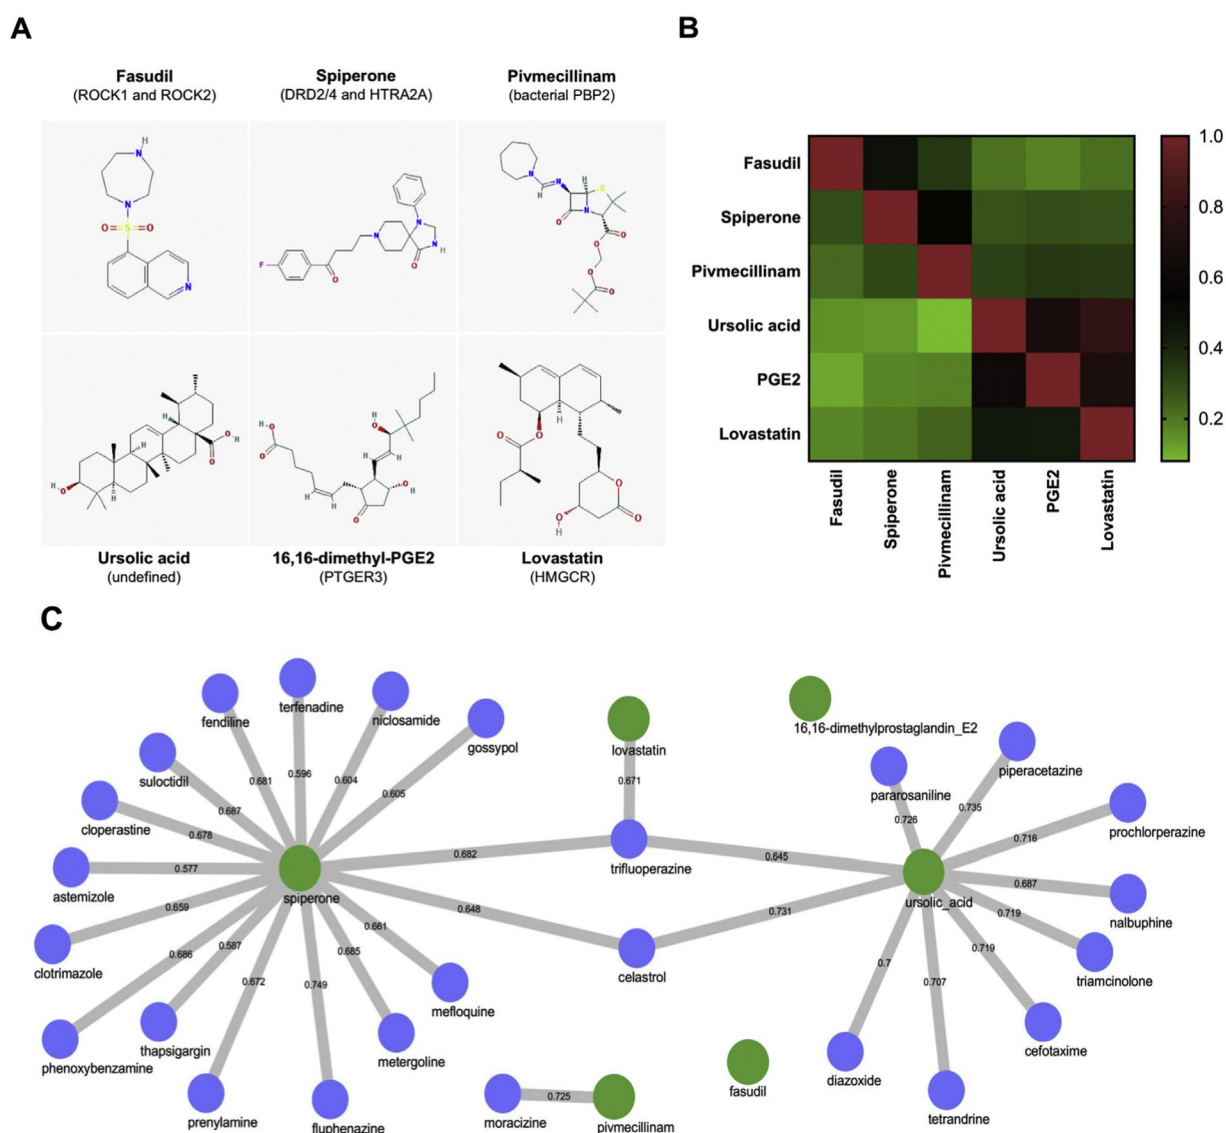 A
B
Fasudil
(ROCK1 and ROCK2)
Spiperone
(DRD2/4 and HTRA2A)
Pivmecillinam
(bacterial PBP2)
Ursolic acid
(undefined)
16,16-dimethyl-PGE2
(PTGER3)
Lovastatin
(HMGCR)
Fasudil
Spiperone
Pivmecillinam
Ursolic acid
PGE2
Lovastatin
Fasudil
Spiperone
Pivmecillinam
Ursolic acid
PGE2
Lovastatin
1.0
0.8
0.6
0.4
0.2
C
fendiline
terfenadine
niclosamide
gossypol
suloctidil
cloperastine
astemizole
clotrimazole
phenoxybenzamine
thapsigargin
prenylamine
fluphenazine
metergoline
mefloquine
spiperone
0.681
0.596
0.604
0.605
0.687
0.678
0.577
0.659
0.686
0.587
0.672
0.749
0.685
0.661
0.682
0.648
lovastatin
0.671
trifluoperazine
0.645
celastrol
0.731
moracizine
0.725
pivmecillinam
fasudil
16,16-dimethylprostaglandin_E2
pararosaniline
0.726
piperacetazine
0.735
prochlorperazine
0.716
ursolic_acid
0.687
nalbuphine
0.719
triamcinolone
0.719
cefotaxime
0.7
0.707
diazoxide
tetrandrine